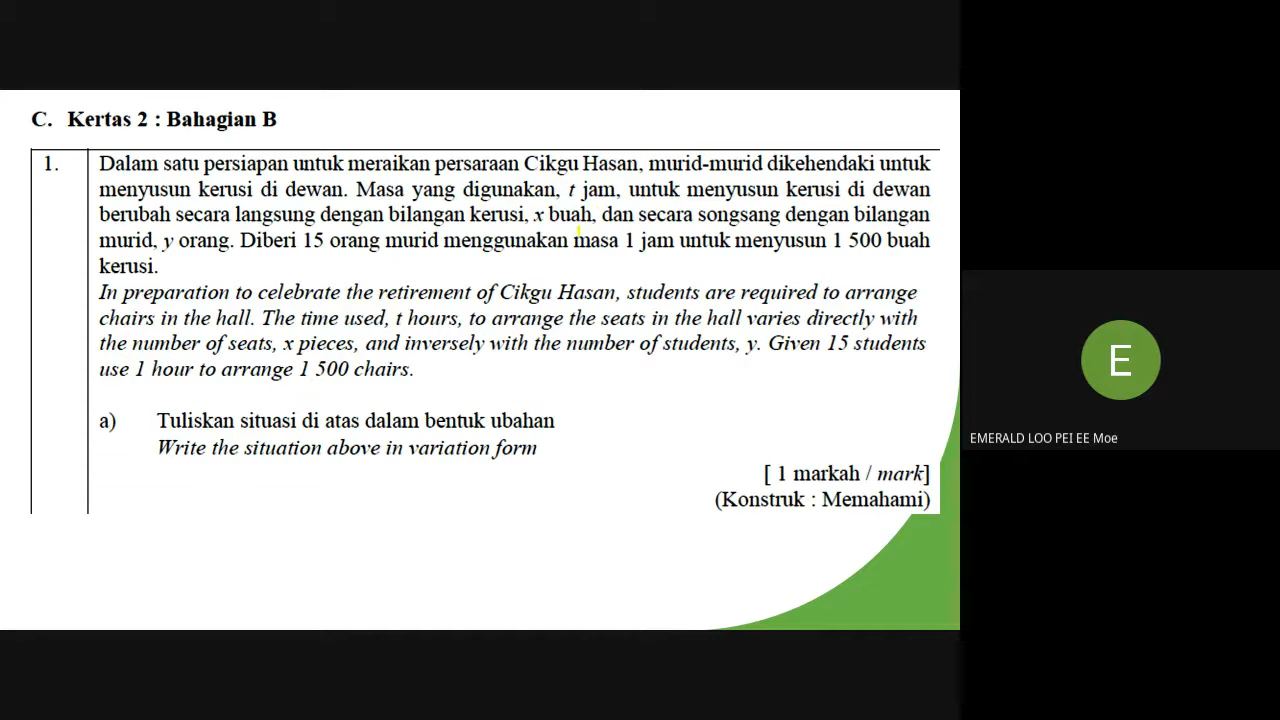 C. Kertas 2 : Bahagian B
1. Dalam satu persiapan untuk meraikan persaraan Cikgu Hasan, murid-murid dikehendaki untuk
menyusun kerusi di dewan. Masa yang digunakan, t jam, untuk menyusun kerusi di dewan
berubah secara langsung dengan bilangan kerusi, x buah, dan secara songsang dengan bilangan
murid, y orang. Diberi 15 orang murid menggunakan masa 1 jam untuk menyusun 1 500 buah
kerusi.
In preparation to celebrate the retirement of Cikgu Hasan, students are required to arrange
chairs in the hall. The time used, t hours, to arrange the seats in the hall varies directly with
the number of seats, x pieces, and inversely with the number of students, y. Given 15 students
use 1 hour to arrange 1 500 chairs.
a) Tuliskan situasi di atas dalam bentuk ubahan
Write the situation above in variation form
[ 1 markah / mark]
(Konstruk : Memahami)
E
EMERALD LOO PEI EE Moe